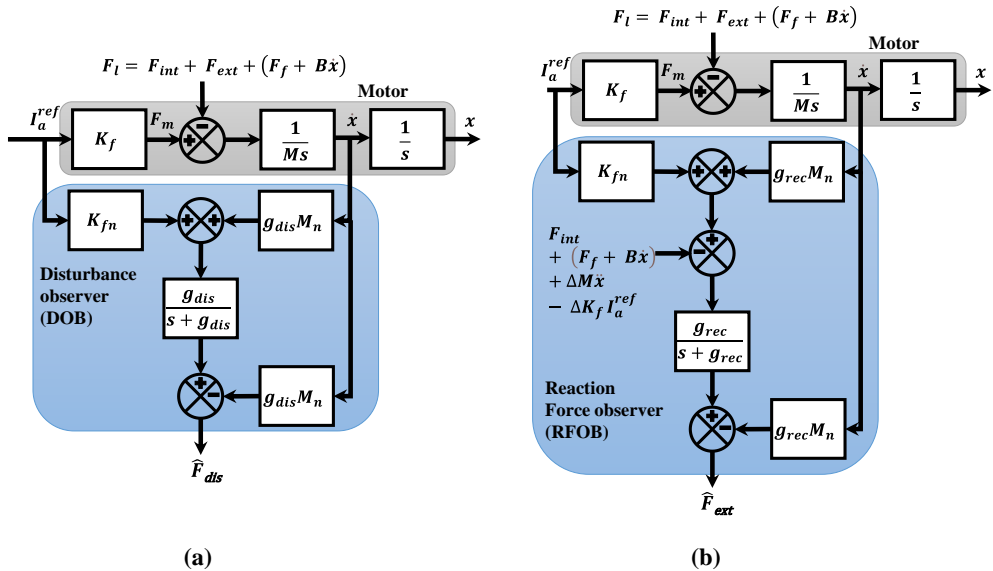 F_l = F_int + F_ext + (F_f + Bẋ)
Motor
I_a^ref
K_f
F_m
−
+
1/Ms
ẋ
1/s
x
K_fn
+ +
g_dis M_n
Disturbance
observer
(DOB)
g_dis/(s + g_dis)
+
−
g_dis M_n
F̂_dis
(a)
F_l = F_int + F_ext + (F_f + Bẋ)
Motor
I_a^ref
K_f
F_m
−
+
1/Ms
ẋ
1/s
x
K_fn
+ +
g_rec M_n
F_int
+ (F_f + Bẋ)
+ ΔMẍ
− ΔK_f I_a^ref
+
−
g_rec/(s + g_rec)
Reaction
Force observer
(RFOB)
+
−
g_rec M_n
F̂_ext
(b)